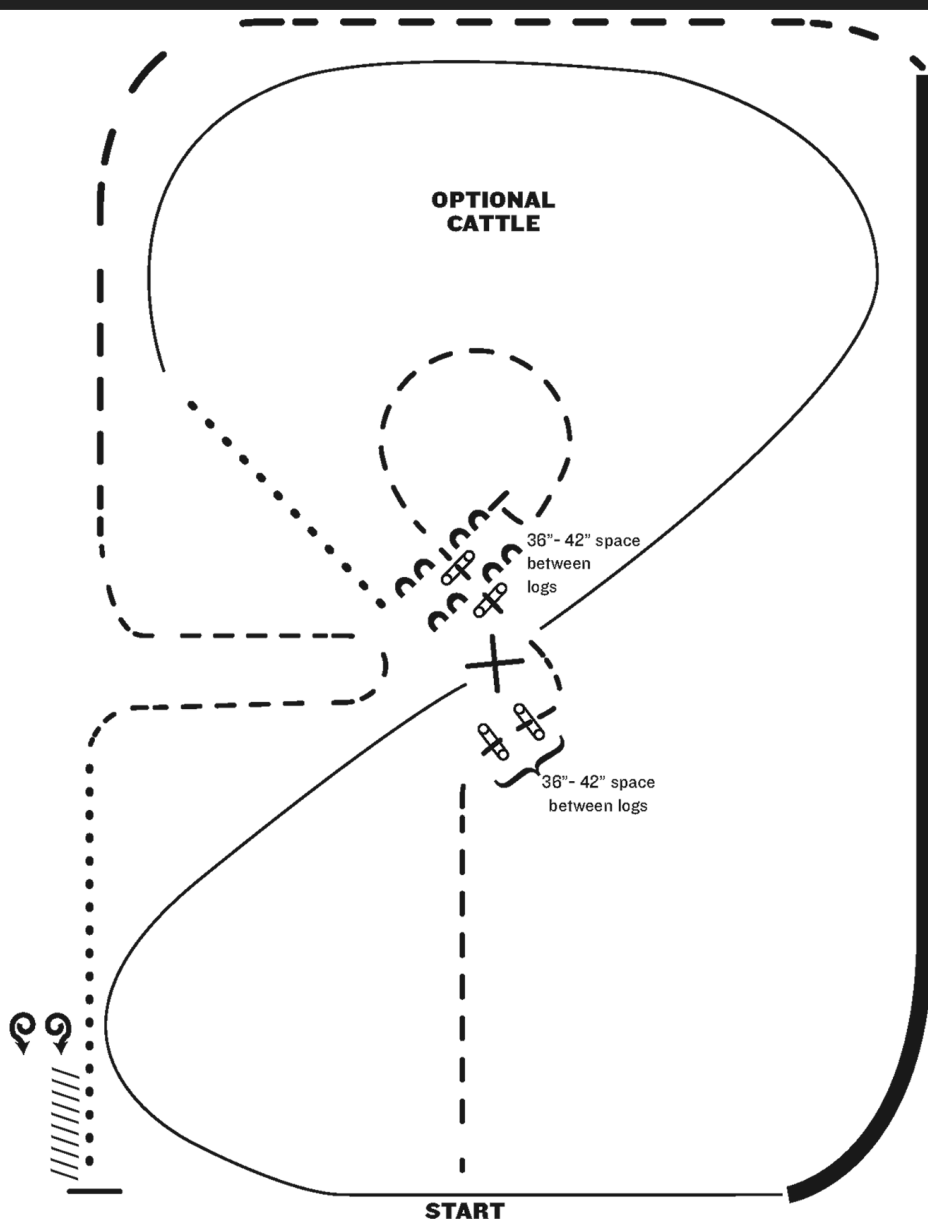 OPTIONAL
CATTLE
36”- 42” space
between
logs
36”- 42” space
between logs
START